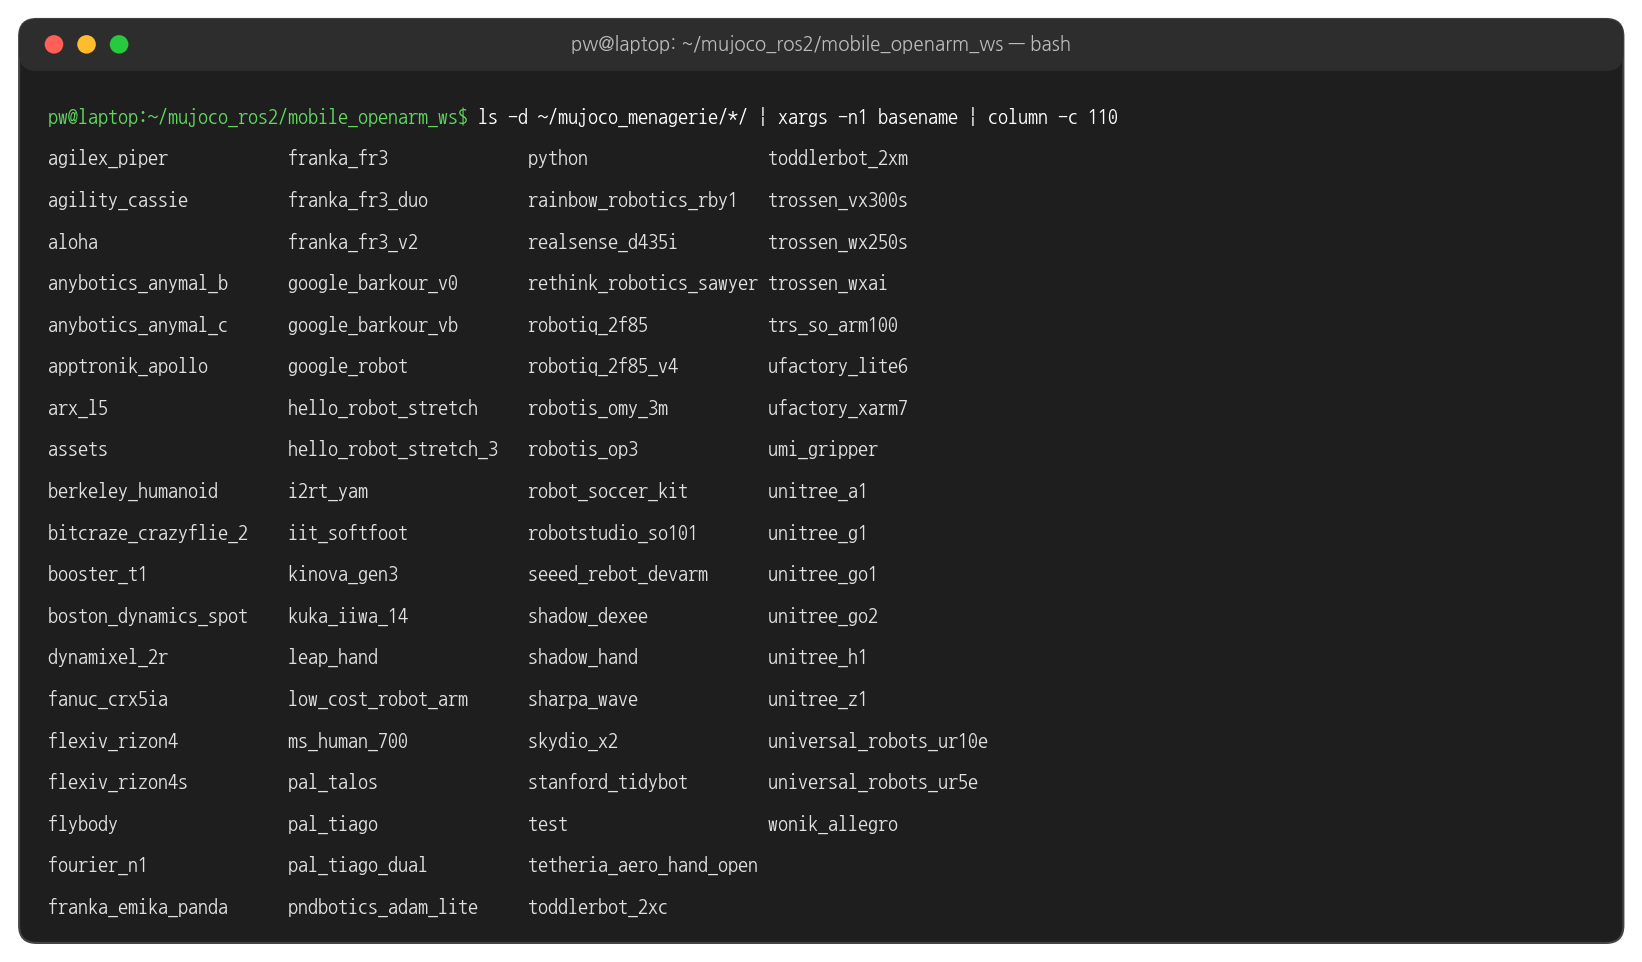 pw@laptop: ~/mujoco_ros2/mobile_openarm_ws — bash
pw@laptop:~/mujoco_ros2/mobile_openarm_ws$ ls -d ~/mujoco_menagerie/*/ | xargs -n1 basename | column -c 110
agilex_piper            franka_fr3              python                  toddlerbot_2xm
agility_cassie          franka_fr3_duo          rainbow_robotics_rby1   trossen_vx300s
aloha                   franka_fr3_v2           realsense_d435i         trossen_wx250s
anybotics_anymal_b      google_barkour_v0       rethink_robotics_sawyer trossen_wxai
anybotics_anymal_c      google_barkour_vb       robotiq_2f85            trs_so_arm100
apptronik_apollo        google_robot            robotiq_2f85_v4         ufactory_lite6
arx_l5                  hello_robot_stretch     robotis_omy_3m          ufactory_xarm7
assets                  hello_robot_stretch_3   robotis_op3             umi_gripper
berkeley_humanoid       i2rt_yam                robot_soccer_kit        unitree_a1
bitcraze_crazyflie_2    iit_softfoot            robotstudio_so101       unitree_g1
booster_t1              kinova_gen3             seeed_rebot_devarm      unitree_go1
boston_dynamics_spot    kuka_iiwa_14            shadow_dexee            unitree_go2
dynamixel_2r            leap_hand               shadow_hand             unitree_h1
fanuc_crx5ia            low_cost_robot_arm      sharpa_wave             unitree_z1
flexiv_rizon4           ms_human_700            skydio_x2               universal_robots_ur10e
flexiv_rizon4s          pal_talos               stanford_tidybot        universal_robots_ur5e
flybody                 pal_tiago               test                    wonik_allegro
fourier_n1              pal_tiago_dual          tetheria_aero_hand_open
franka_emika_panda      pndbotics_adam_lite     toddlerbot_2xc